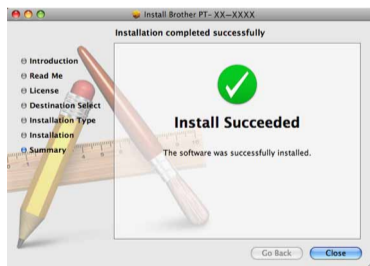 Install Brother PT- XX—XXXX
Installation completed successfully
Introduction
Read Me
License
Destination Select
Installation Type
Installation
Summary
Install Succeeded
The software was successfully installed.
Go Back
Close